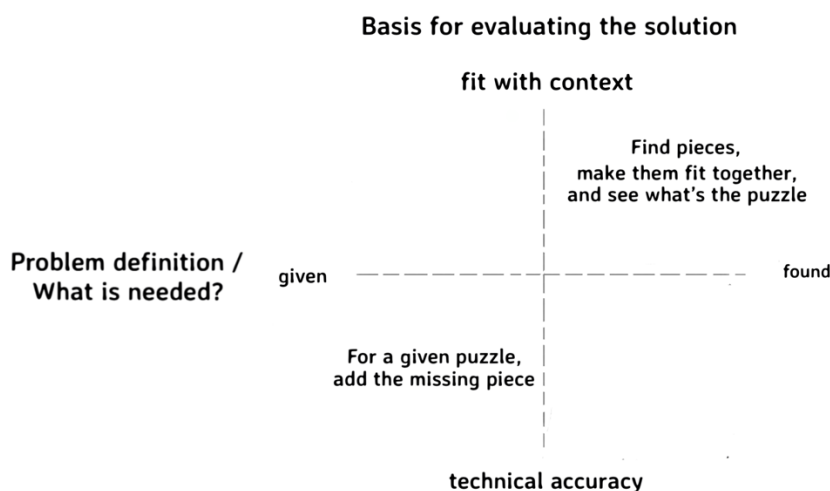 Basis for evaluating the solution
fit with context
Find pieces,
make them fit together,
and see what's the puzzle
Problem definition /
What is needed?
given
found
For a given puzzle,
add the missing piece
technical accuracy